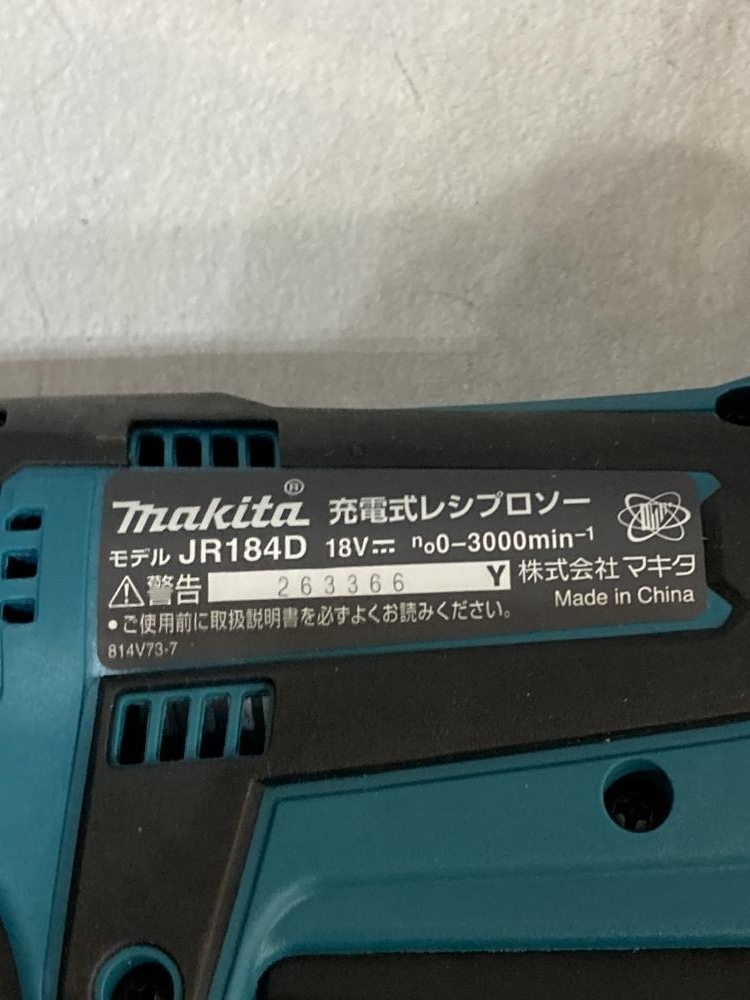 makita® 充電式レシプロソー
モデル JR184D 18V⎓ n₀0-3000min⁻¹
⚠警告 263366 Y 株式会社 マキタ
•ご使用前に取扱説明書を必ずよくお読みください。 Made in China
814V73-7